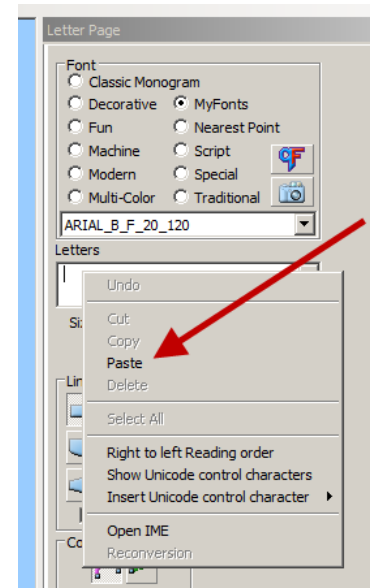 Letter Page
Font
Classic Monogram
Decorative MyFonts
Fun Nearest Point
Machine Script
Modern Special
Multi-Color Traditional
ARIAL_B_F_20_120
Letters
Undo
Cut
Copy
Paste
Delete
Select All
Right to left Reading order
Show Unicode control characters
Insert Unicode control character
Open IME
Reconversion